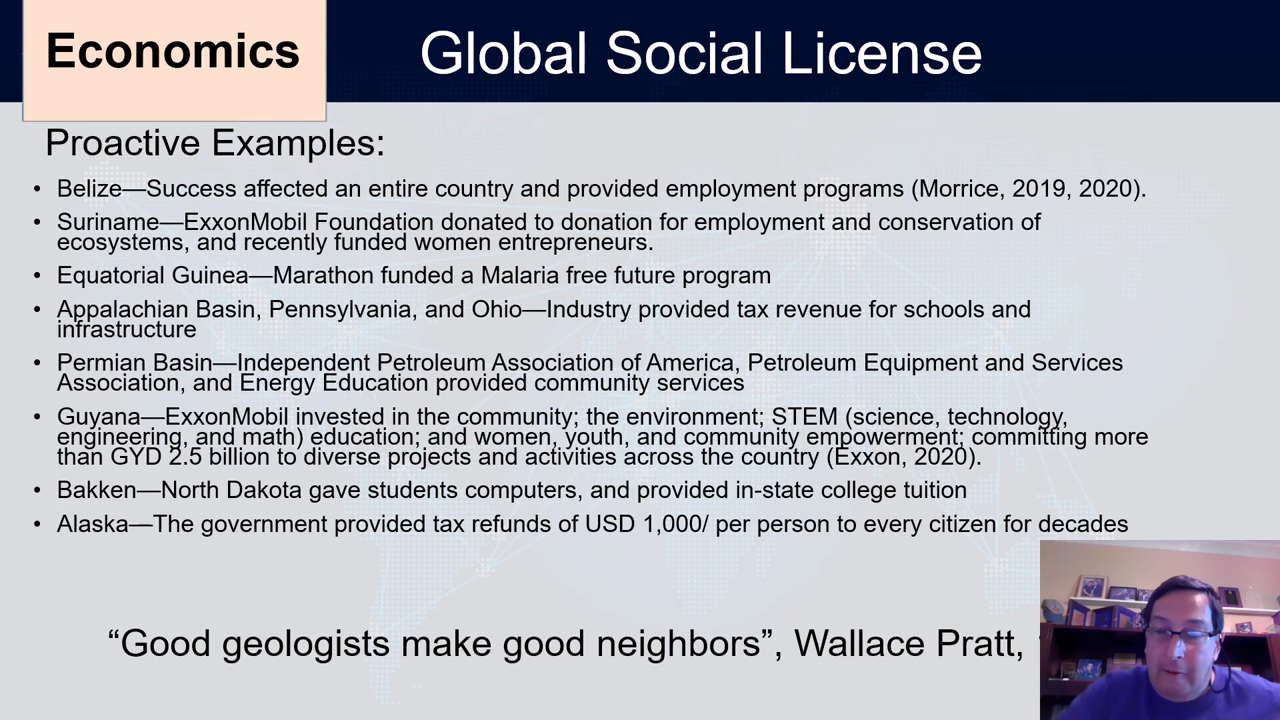 Economics
Global Social License
Proactive Examples:
• Belize—Success affected an entire country and provided employment programs (Morrice, 2019, 2020).
• Suriname—ExxonMobil Foundation donated to donation for employment and conservation of
ecosystems, and recently funded women entrepreneurs.
• Equatorial Guinea—Marathon funded a Malaria free future program
• Appalachian Basin, Pennsylvania, and Ohio—Industry provided tax revenue for schools and
infrastructure
• Permian Basin—Independent Petroleum Association of America, Petroleum Equipment and Services
Association, and Energy Education provided community services
• Guyana—ExxonMobil invested in the community; the environment; STEM (science, technology,
engineering, and math) education; and women, youth, and community empowerment; committing more
than GYD 2.5 billion to diverse projects and activities across the country (Exxon, 2020).
• Bakken—North Dakota gave students computers, and provided in-state college tuition
• Alaska—The government provided tax refunds of USD 1,000/ per person to every citizen for decades
“Good geologists make good neighbors”, Wallace Pratt,